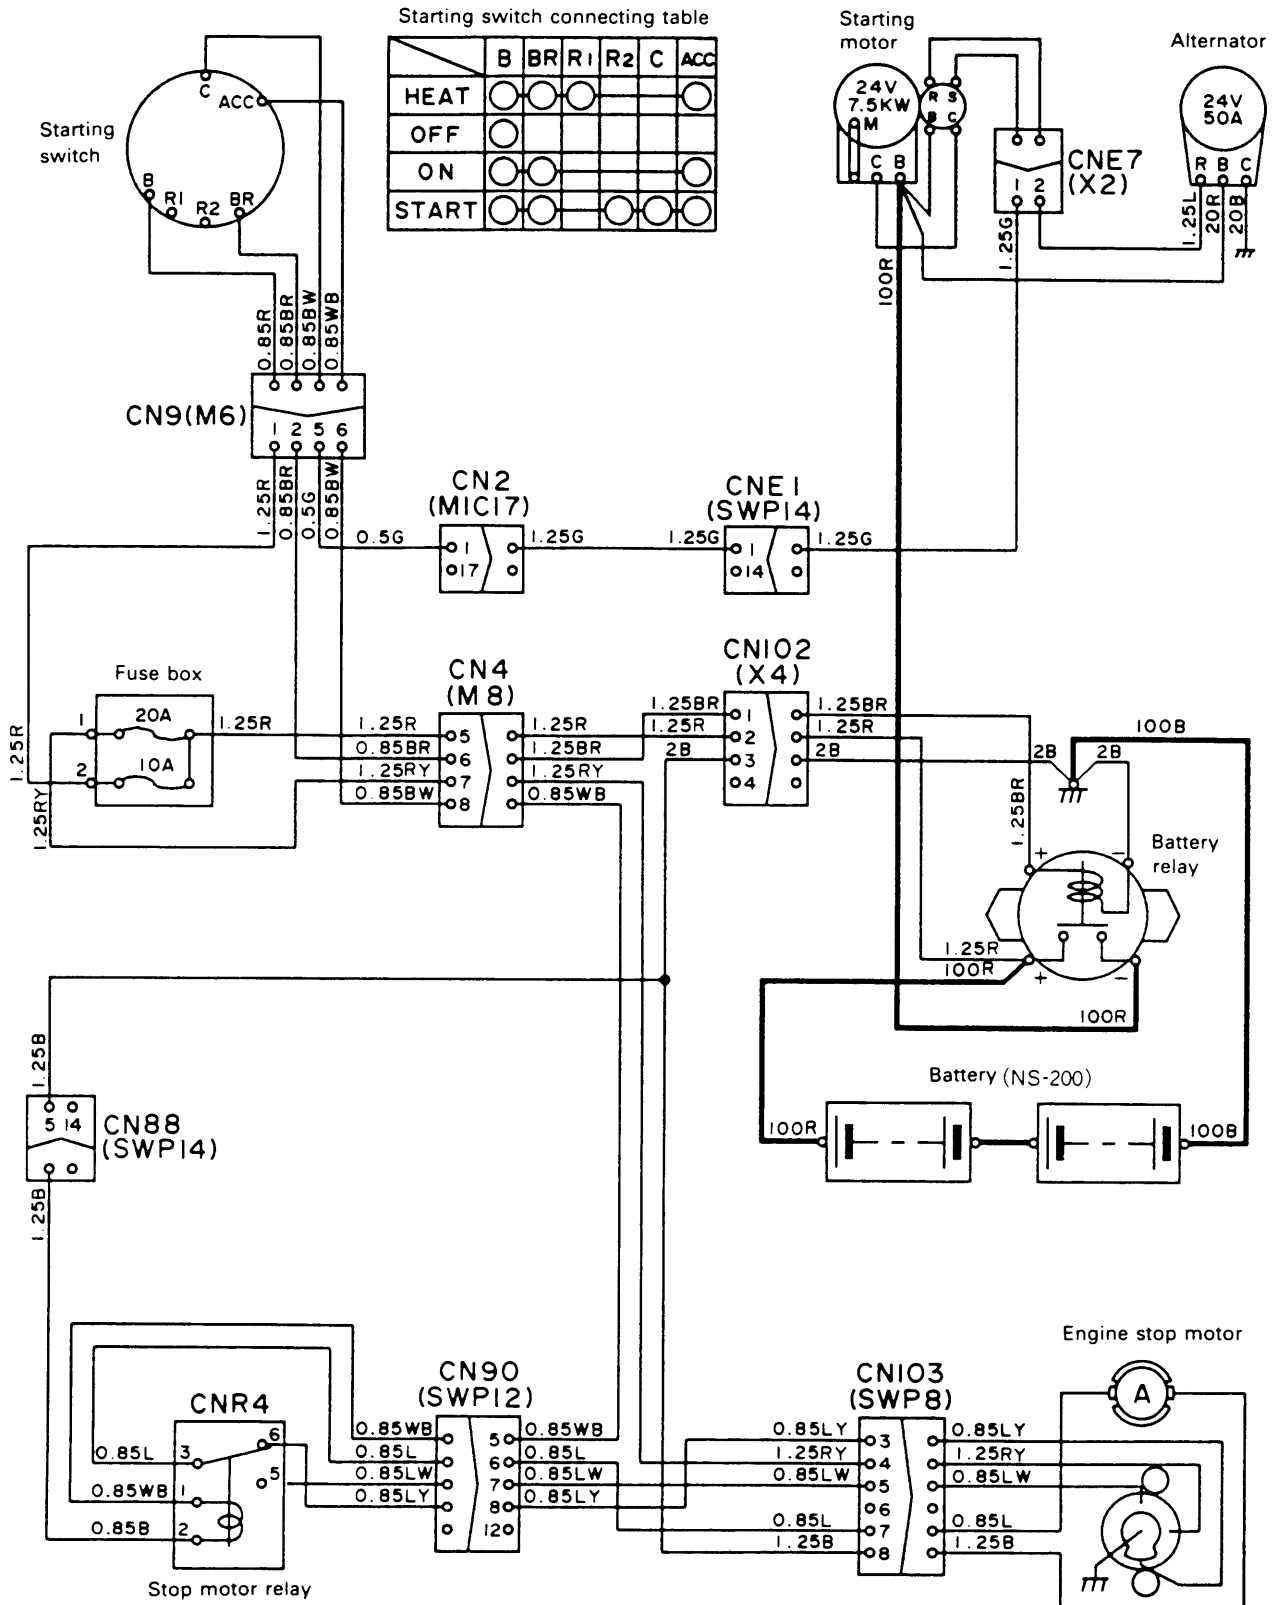 Starting switch connecting table
B BR R1 R2 C ACC
HEAT
OFF
ON
START
Starting
switch
C
ACC
B
R1
R2
BR
Starting
motor
24V
7.5KW
M
R S
B C
C B
Alternator
24V
50A
R B C
CNE7
(X2)
1 2
1.25L
20R
20B
1.25G
100R
0.85R
0.85BR
0.85BW
0.85WB
CN9(M6)
1 2 5 6
1.25R
0.85BR
0.5G
0.85BW
CN2
(MIC17)
0.5G
1
17
1.25G
CNE1
(SWP14)
1.25G
1
14
1.25G
Fuse box
1
20A
2
10A
1.25R
1.25R
1.25RY
CN4
(M8)
1.25R
5
1.25R
0.85BR
6
1.25BR
1.25RY
7
1.25RY
0.85BW
8
0.85WB
CN102
(X4)
1.25BR
1
1.25BR
1.25R
2
1.25R
2B
3
2B
4
2B
2B
100B
1.25BR
Battery
relay
+
−
1.25R
100R
+
−
100R
Battery (NS-200)
100R
100B
1.25B
5 14
CN88
(SWP14)
1.25B
CNR4
0.85L
3
6
5
0.85WB
1
0.85B
2
Stop motor relay
CN90
(SWP12)
0.85WB
5
0.85WB
0.85L
6
0.85L
0.85LW
7
0.85LW
0.85LY
8
0.85LY
12
CN103
(SWP8)
0.85LY
3
0.85LY
1.25RY
4
1.25RY
0.85LW
5
0.85LW
6
0.85L
7
0.85L
1.25B
8
1.25B
Engine stop motor
A